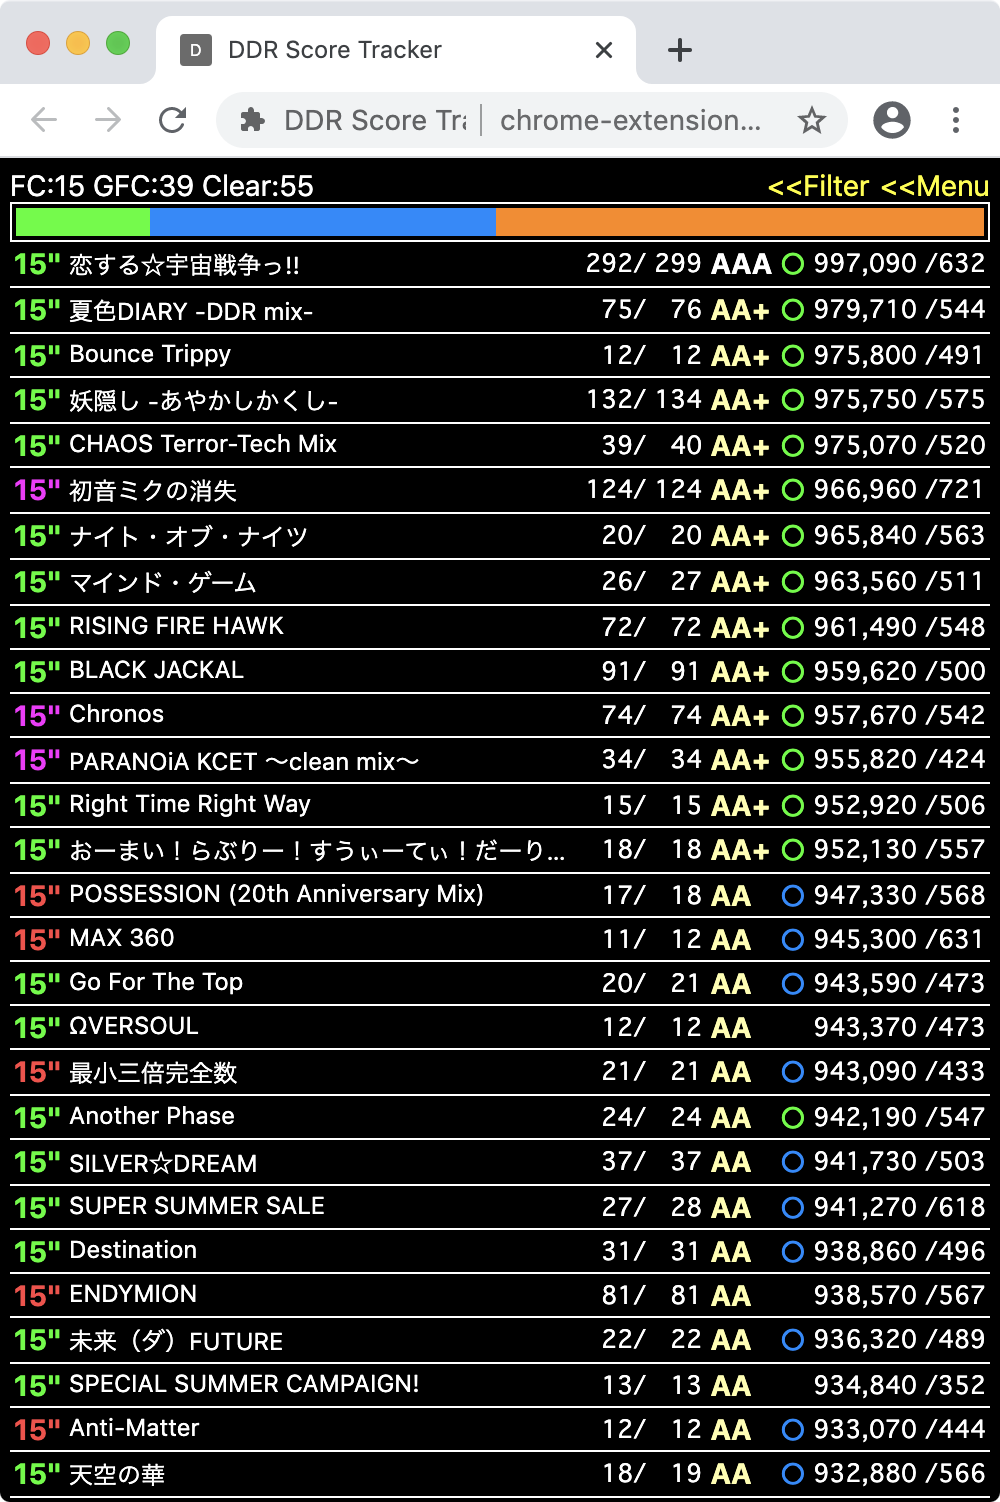 D DDR Score Tracker
DDR Score Tr chrome-extension...
FC:15 GFC:39 Clear:55 <<Filter <<Menu
15" 恋する☆宇宙戦争っ!! 292/ 299 AAA 997,090 /632
15" 夏色DIARY -DDR mix- 75/ 76 AA+ 979,710 /544
15" Bounce Trippy 12/ 12 AA+ 975,800 /491
15" 妖隠し -あやかしかくし- 132/ 134 AA+ 975,750 /575
15" CHAOS Terror-Tech Mix 39/ 40 AA+ 975,070 /520
15" 初音ミクの消失 124/ 124 AA+ 966,960 /721
15" ナイト・オブ・ナイツ 20/ 20 AA+ 965,840 /563
15" マインド・ゲーム 26/ 27 AA+ 963,560 /511
15" RISING FIRE HAWK 72/ 72 AA+ 961,490 /548
15" BLACK JACKAL 91/ 91 AA+ 959,620 /500
15" Chronos 74/ 74 AA+ 957,670 /542
15" PARANOiA KCET ～clean mix～ 34/ 34 AA+ 955,820 /424
15" Right Time Right Way 15/ 15 AA+ 952,920 /506
15" おーまい！らぶりー！すうぃーてぃ！だーり... 18/ 18 AA+ 952,130 /557
15" POSSESSION (20th Anniversary Mix) 17/ 18 AA 947,330 /568
15" MAX 360 11/ 12 AA 945,300 /631
15" Go For The Top 20/ 21 AA 943,590 /473
15" ΩVERSOUL 12/ 12 AA 943,370 /473
15" 最小三倍完全数 21/ 21 AA 943,090 /433
15" Another Phase 24/ 24 AA 942,190 /547
15" SILVER☆DREAM 37/ 37 AA 941,730 /503
15" SUPER SUMMER SALE 27/ 28 AA 941,270 /618
15" Destination 31/ 31 AA 938,860 /496
15" ENDYMION 81/ 81 AA 938,570 /567
15" 未来（ダ）FUTURE 22/ 22 AA 936,320 /489
15" SPECIAL SUMMER CAMPAIGN! 13/ 13 AA 934,840 /352
15" Anti-Matter 12/ 12 AA 933,070 /444
15" 天空の華 18/ 19 AA 932,880 /566